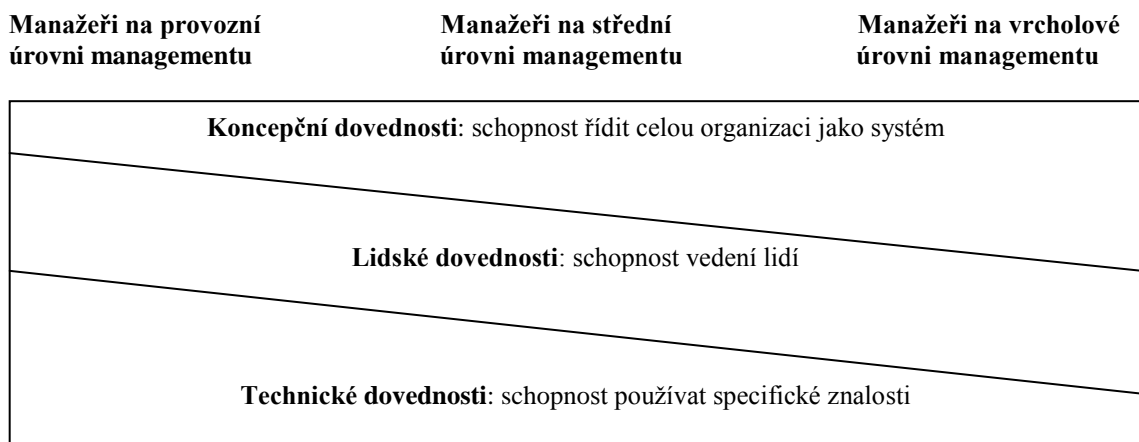 Manažeři na provozní
úrovni managementu
Manažeři na střední
úrovni managementu
Manažeři na vrcholové
úrovni managementu
Koncepční dovednosti: schopnost řídit celou organizaci jako systém
Lidské dovednosti: schopnost vedení lidí
Technické dovednosti: schopnost používat specifické znalosti